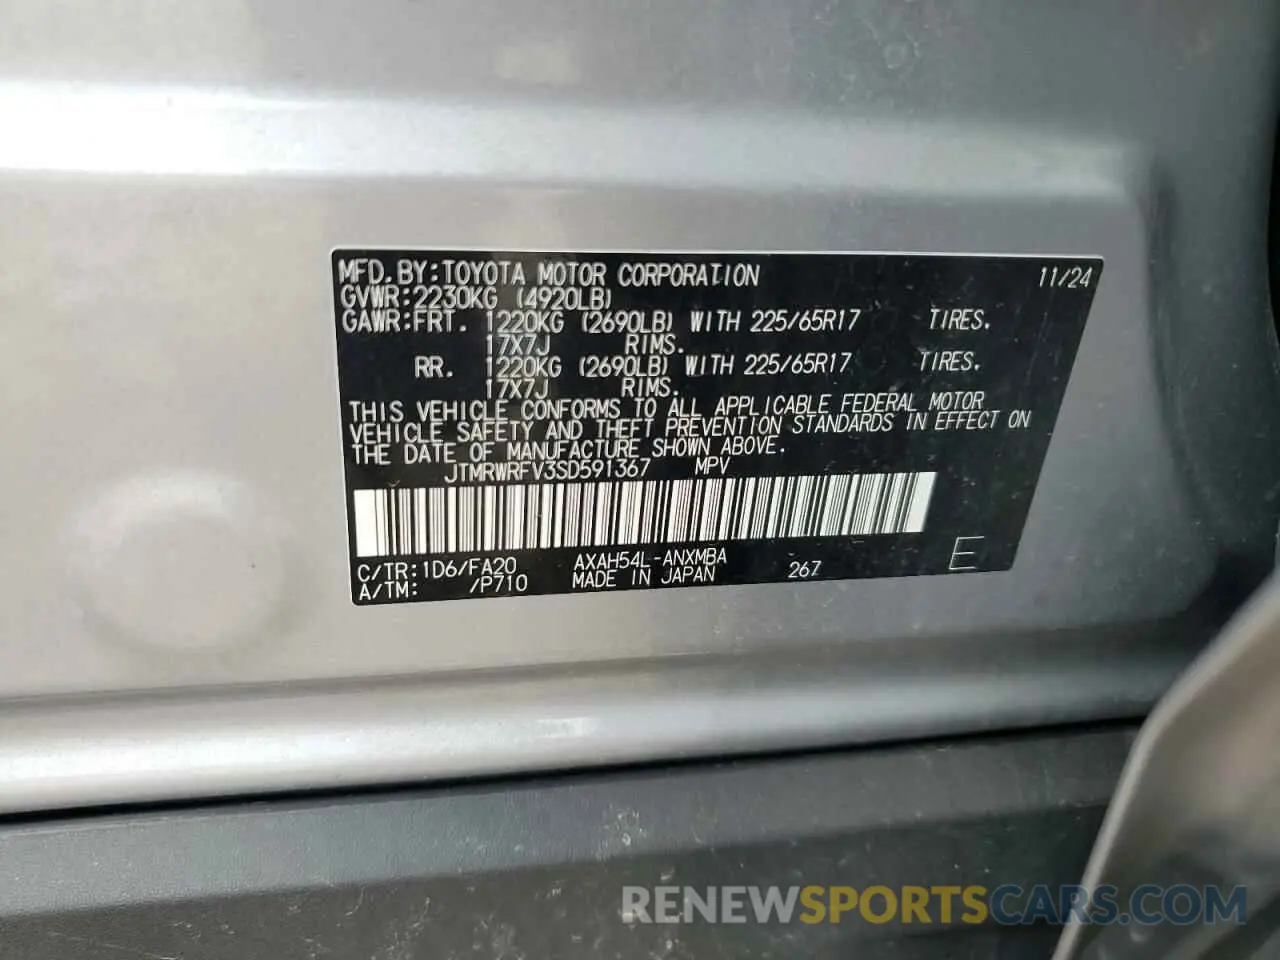 MFD.BY:TOYOTA MOTOR CORPORATION 11/24
GVWR:2230KG (4920LB)
GAWR:FRT. 1220KG (2690LB) WITH 225/65R17 TIRES.
17X7J RIMS.
RR. 1220KG (2690LB) WITH 225/65R17 TIRES.
17X7J RIMS.
THIS VEHICLE CONFORMS TO ALL APPLICABLE FEDERAL MOTOR
VEHICLE SAFETY AND THEFT PREVENTION STANDARDS IN EFFECT ON
THE DATE OF MANUFACTURE SHOWN ABOVE.
JTMRWRFV3SD591367 MPV
C/TR:1D6/FA20 AXAH54L-ANXMBA
A/TM: /P710 MADE IN JAPAN 267 E
RENEWSPORTSCARS.COM